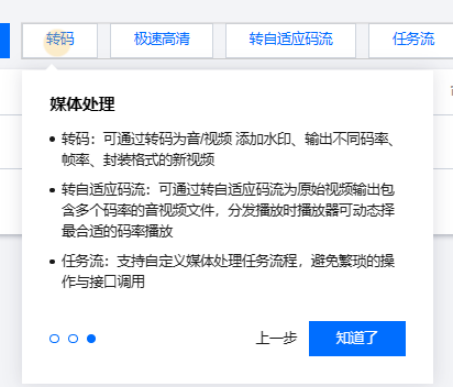 转码 极速高清 转自适应码流 任务流
媒体处理
转码：可通过转码为音/视频 添加水印、输出不同码率、
帧率、封装格式的新视频
转自适应码流：可通过转自适应码流为原始视频输出包
含多个码率的音视频文件，分发播放时播放器可动态择
最合适的码率播放
任务流：支持自定义媒体处理任务流程，避免繁琐的操
作与接口调用
上一步 知道了